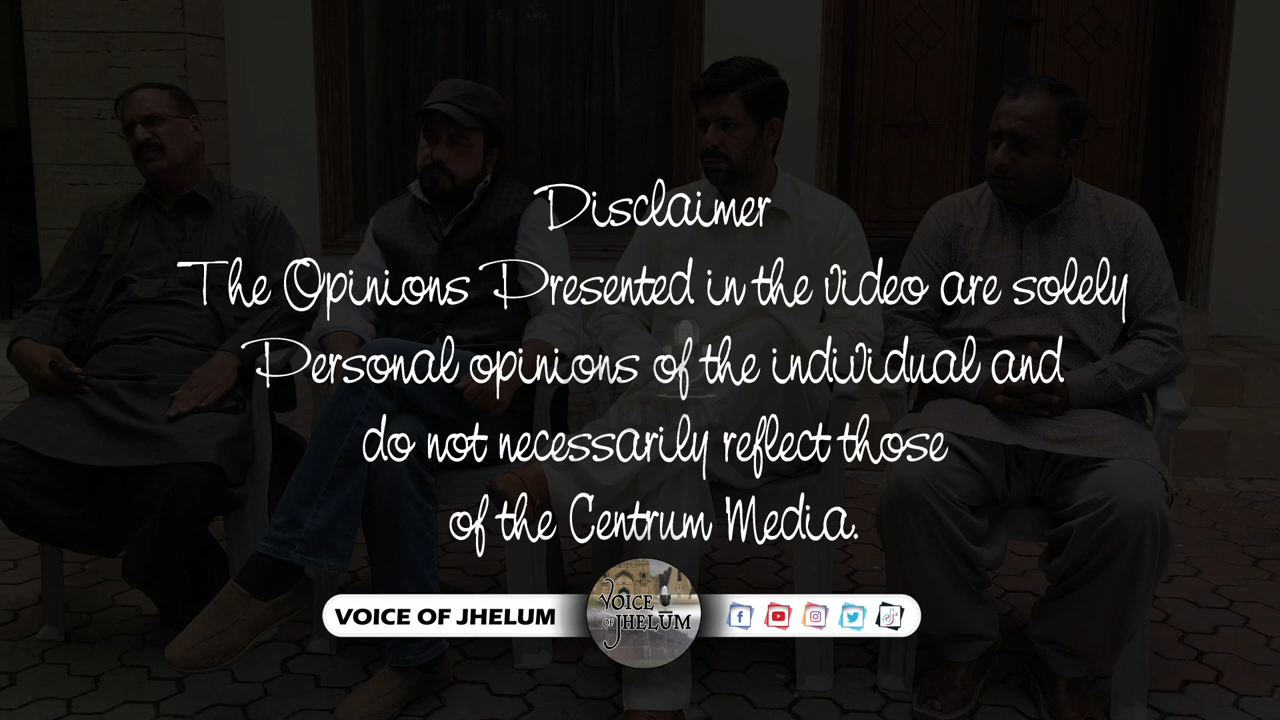 Disclaimer
The Opinions Presented in the video are solely
Personal opinions of the individual and
do not necessarily reflect those
of the Centrum Media.
VOICE OF JHELUM
VOICE
OF JHELUM